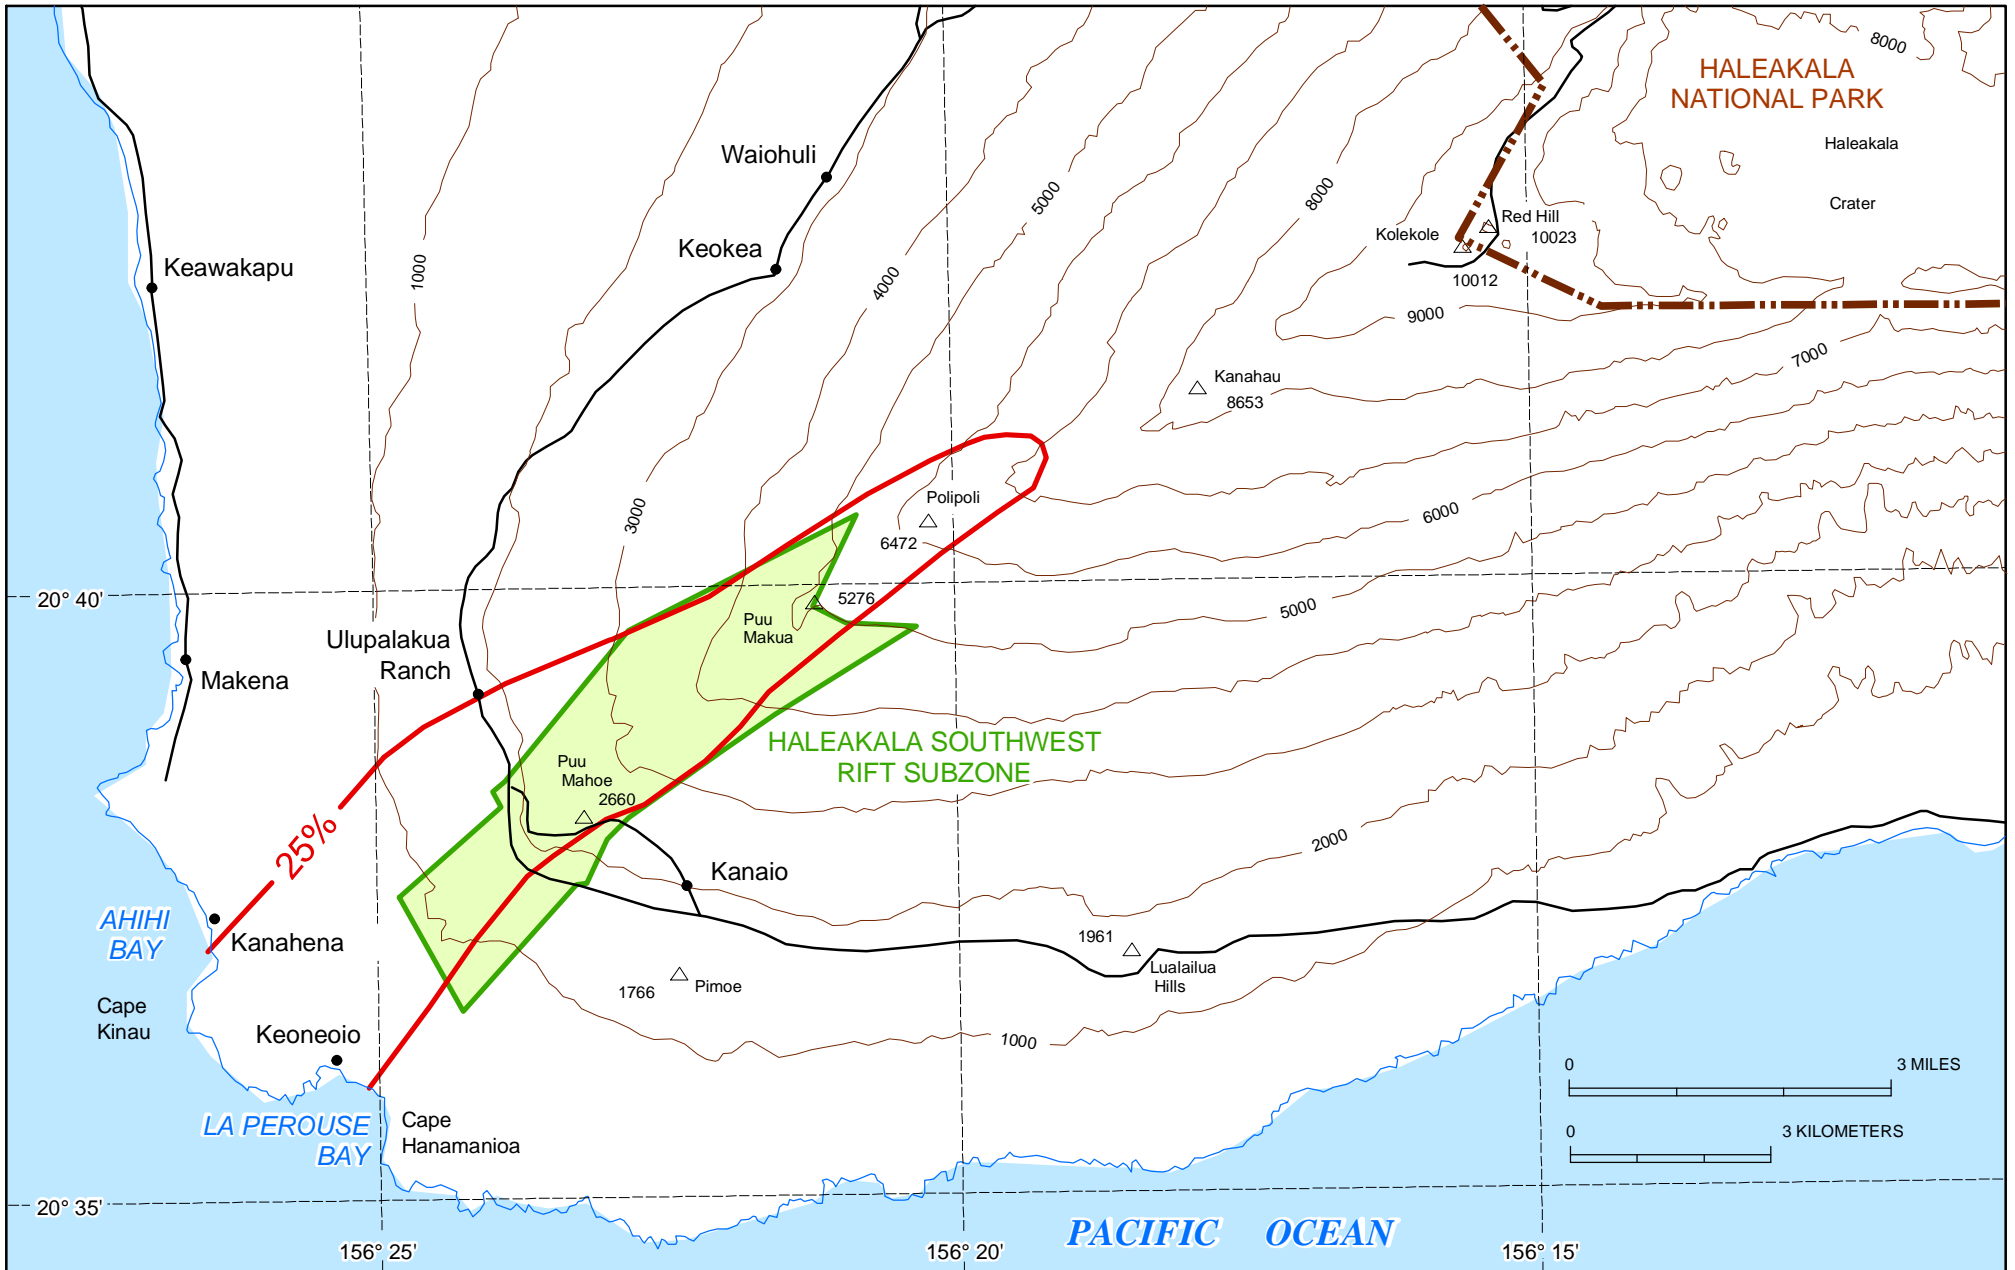 8000
HALEAKALA
NATIONAL PARK
Haleakala
Crater
Waiohuli
5000
8000
Red Hill
10023
Kolekole
10012
Keokea
Keawakapu
1000
4000
9000
7000
Kanahau
8653
3000
Polipoli
6472
6000
20° 40'
5276
5000
Puu
Makua
Ulupalakua
Ranch
Makena
HALEAKALA SOUTHWEST
RIFT SUBZONE
Puu
Mahoe
2660
25%
2000
Kanaio
AHIHI
BAY
Kanahena
1961
Lualailua
Hills
1766
Pimoe
Cape
Kinau
Keoneoio
1000
0
3 MILES
0
3 KILOMETERS
LA PEROUSE
BAY
Cape
Hanamanioa
20° 35'
PACIFIC OCEAN
156° 25'
156° 20'
156° 15'